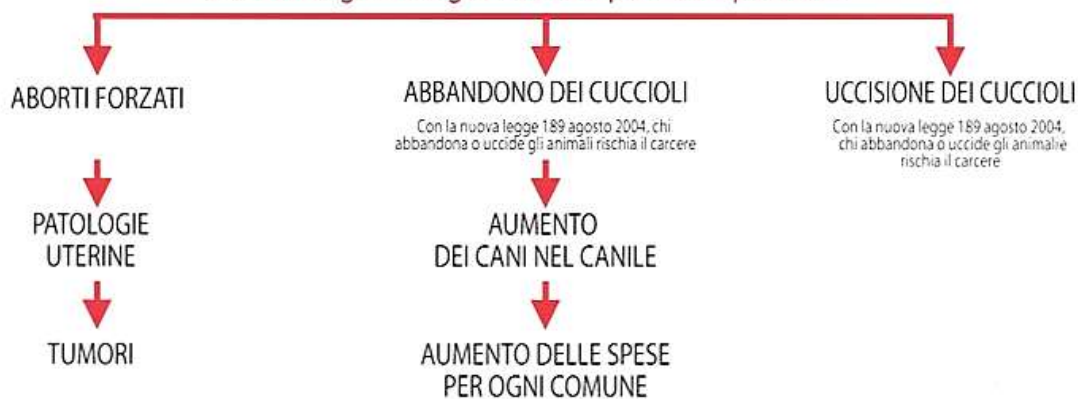 ABORTI FORZATI
PATOLOGIE
UTERINE
TUMORI
ABBANDONO DEI CUCCIOLI
Con la nuova legge 189 agosto 2004, chi
abbandona o uccide gli animali rischia il carcere
AUMENTO
DEI CANI NEL CANILE
AUMENTO DELLE SPESE
PER OGNI COMUNE
UCCISIONE DEI CUCCIOLI
Con la nuova legge 189 agosto 2004,
chi abbandona o uccide gli animali e
rischia il carcere